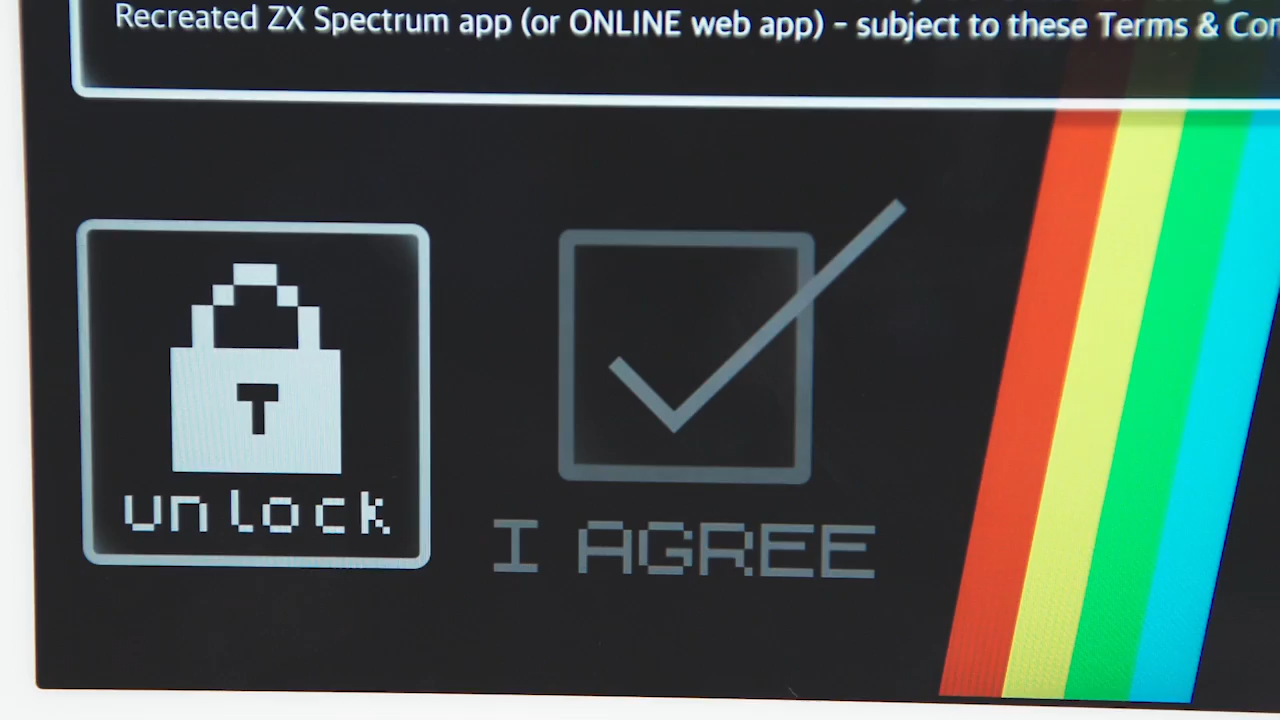 Recreated ZX Spectrum app (or ONLINE web app) – subject to these Terms &
unlock
I AGREE